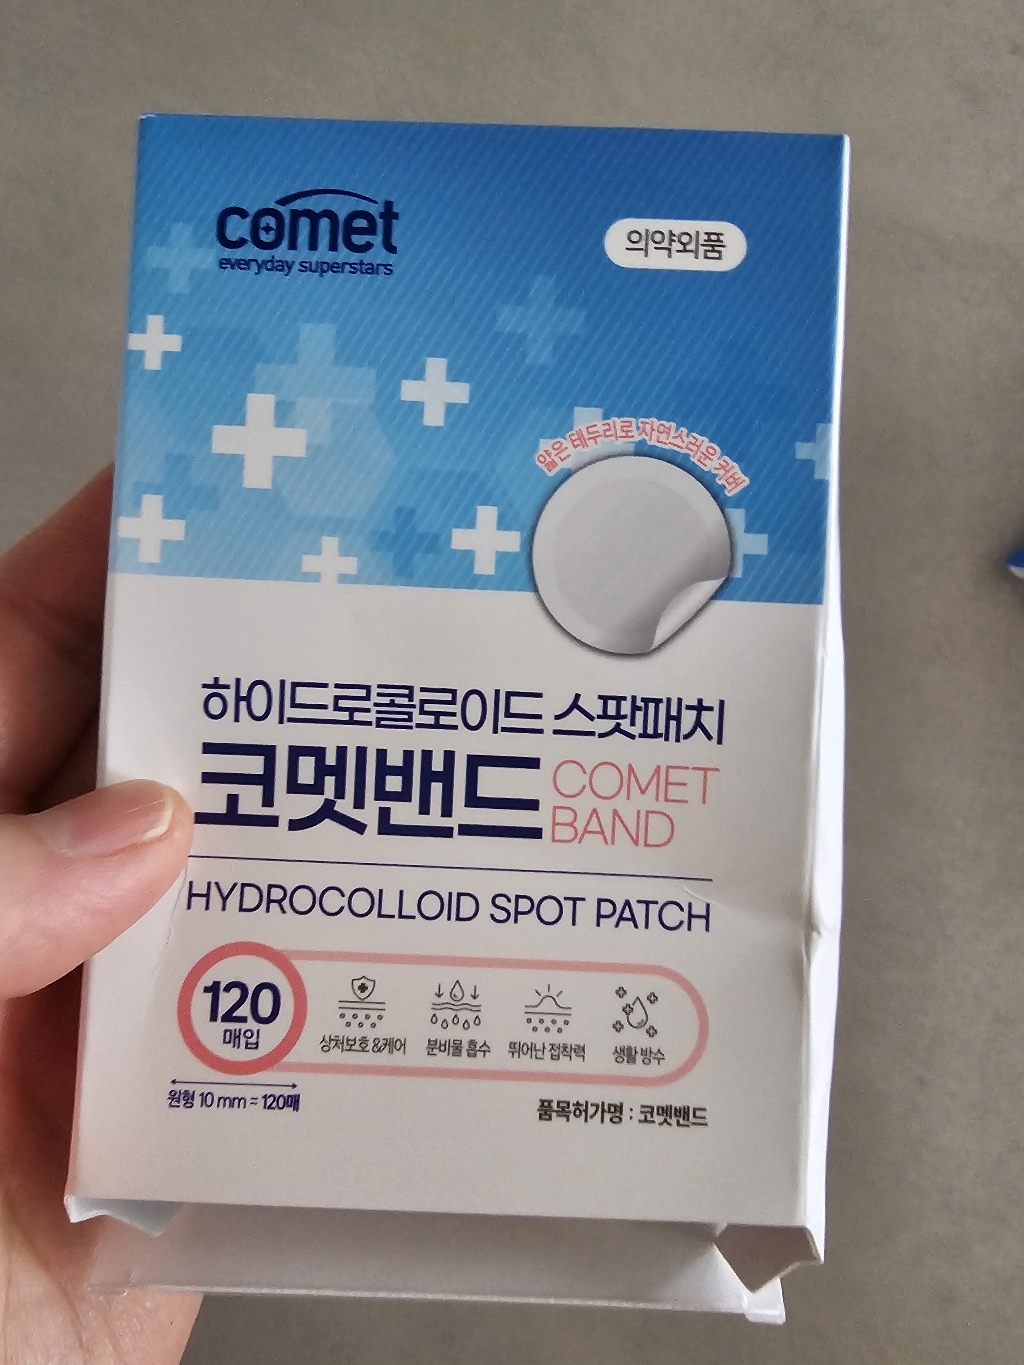 comet
everyday superstars
의약외품
얇은 테두리로 자연스러운 커버
하이드로콜로이드 스팟패치
코멧밴드
COMET
BAND
HYDROCOLLOID SPOT PATCH
120
매입
상처보호 &케어
분비물 흡수
뛰어난 접착력
생활 방수
원형 10 mm = 120매
품목허가명 : 코멧밴드